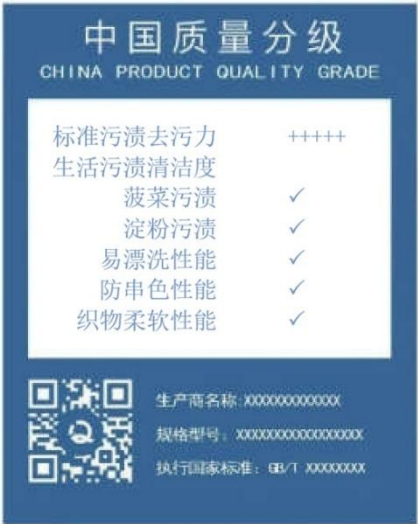 中国质量分级
CHINA PRODUCT QUALITY GRADE
标准污渍去污力 +++++
生活污渍清洁度
菠菜污渍 ✓
淀粉污渍 ✓
易漂洗性能 ✓
防串色性能 ✓
织物柔软性能 ✓
生产商名称:XXXXXXXXXXXXX
规格型号：XXXXXXXXXXXXXXXXX
执行国家标准：GB/T XXXXXXXX